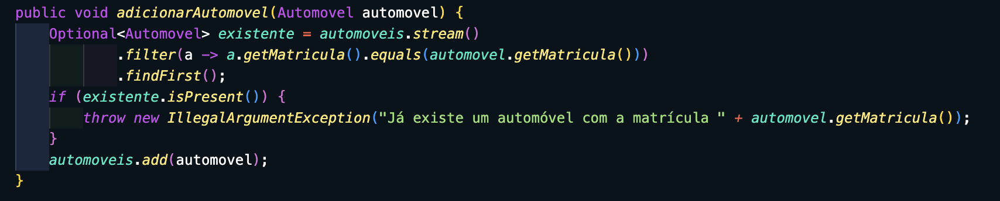 public void adicionarAutomovel(Automovel automovel) {
    Optional<Automovel> existente = automoveis.stream()
            .filter(a -> a.getMatricula().equals(automovel.getMatricula()))
            .findFirst();
    if (existente.isPresent()) {
        throw new IllegalArgumentException("Já existe um automóvel com a matrícula " + automovel.getMatricula());
    }
    automoveis.add(automovel);
}